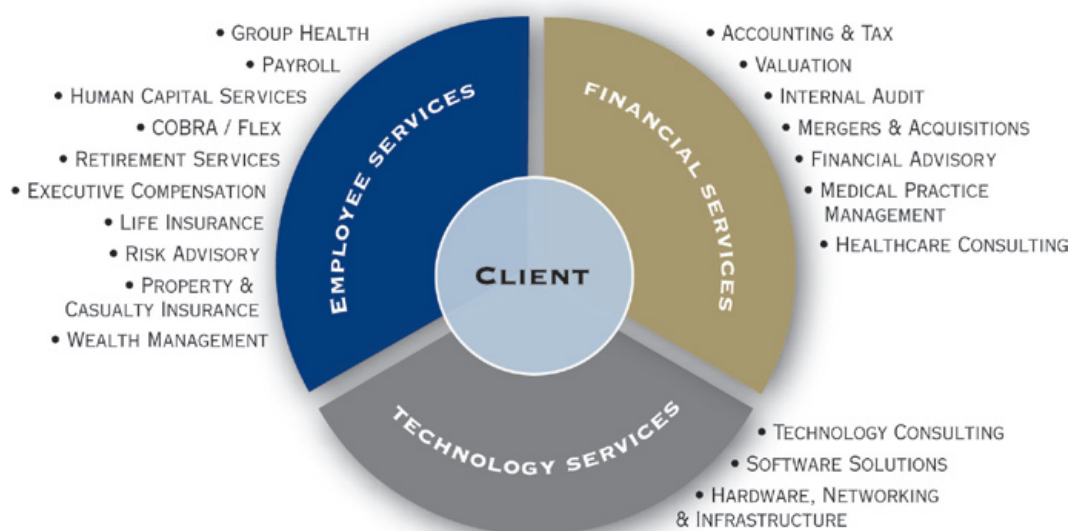 • GROUP HEALTH
• PAYROLL
• HUMAN CAPITAL SERVICES
• COBRA / FLEX
• RETIREMENT SERVICES
• EXECUTIVE COMPENSATION
• LIFE INSURANCE
• RISK ADVISORY
• PROPERTY &
CASUALTY INSURANCE
• WEALTH MANAGEMENT
EMPLOYEE SERVICES
CLIENT
FINANCIAL SERVICES
• ACCOUNTING & TAX
• VALUATION
• INTERNAL AUDIT
• MERGERS & ACQUISITIONS
• FINANCIAL ADVISORY
• MEDICAL PRACTICE
MANAGEMENT
• HEALTHCARE CONSULTING
TECHNOLOGY SERVICES
• TECHNOLOGY CONSULTING
• SOFTWARE SOLUTIONS
• HARDWARE, NETWORKING
& INFRASTRUCTURE